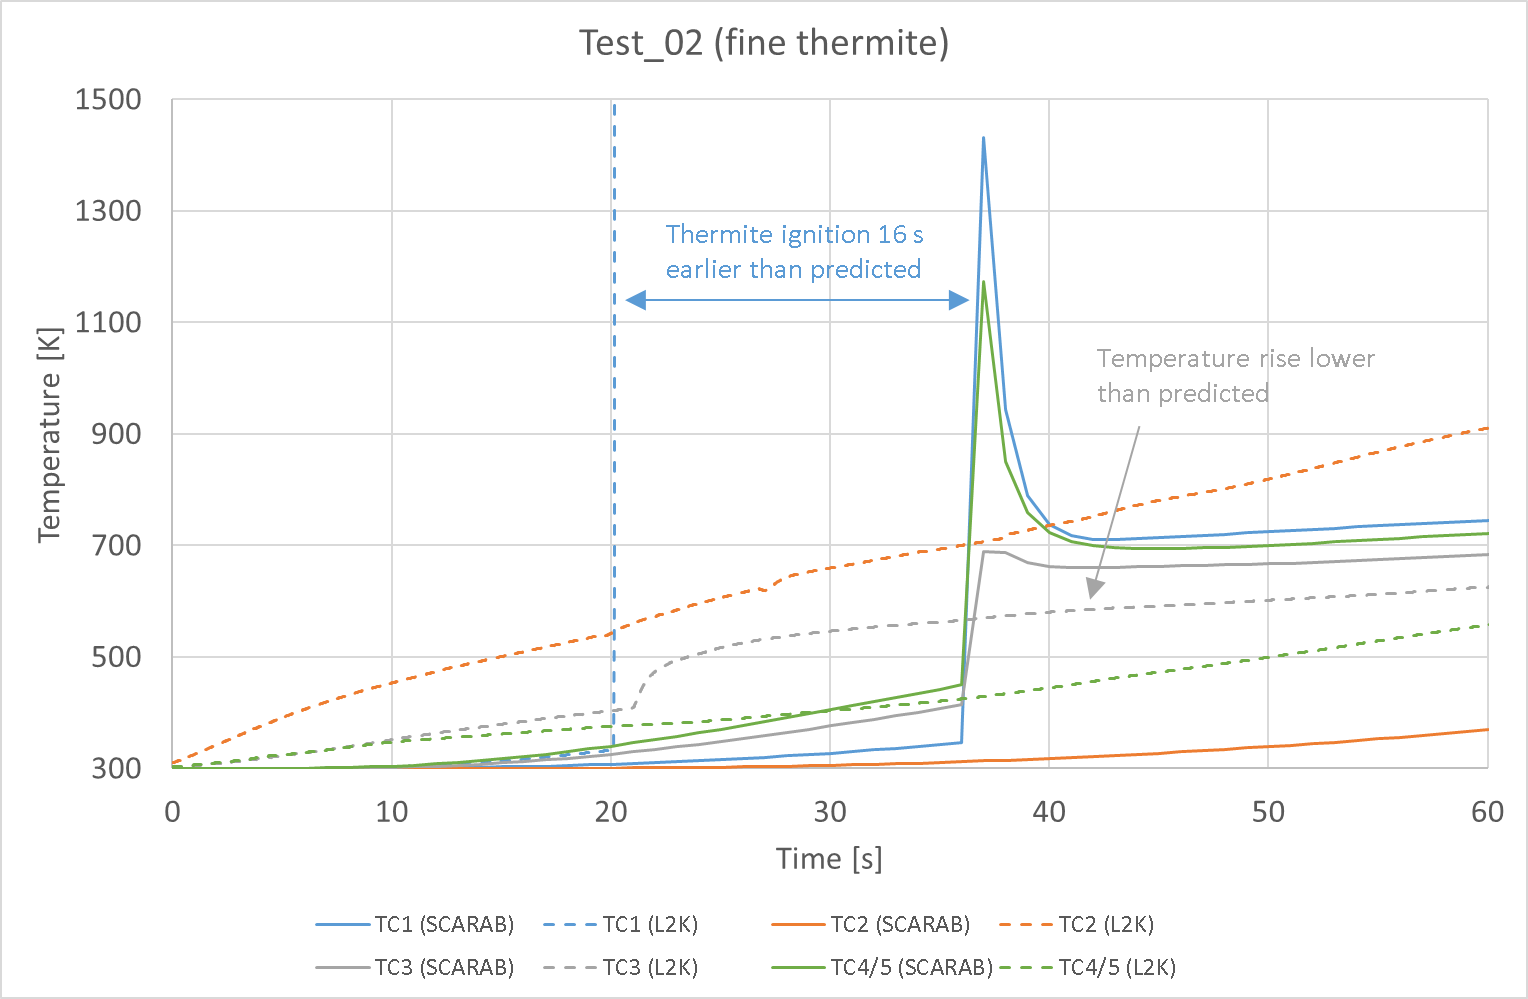 Test_02 (fine thermite)
1500
1300
1100
900
700
500
300
Temperature [K]
Thermite ignition 16 s
earlier than predicted
Temperature rise lower
than predicted
0 10 20 30 40 50 60
Time [s]
TC1 (SCARAB) TC1 (L2K) TC2 (SCARAB) TC2 (L2K)
TC3 (SCARAB) TC3 (L2K) TC4/5 (SCARAB) TC4/5 (L2K)